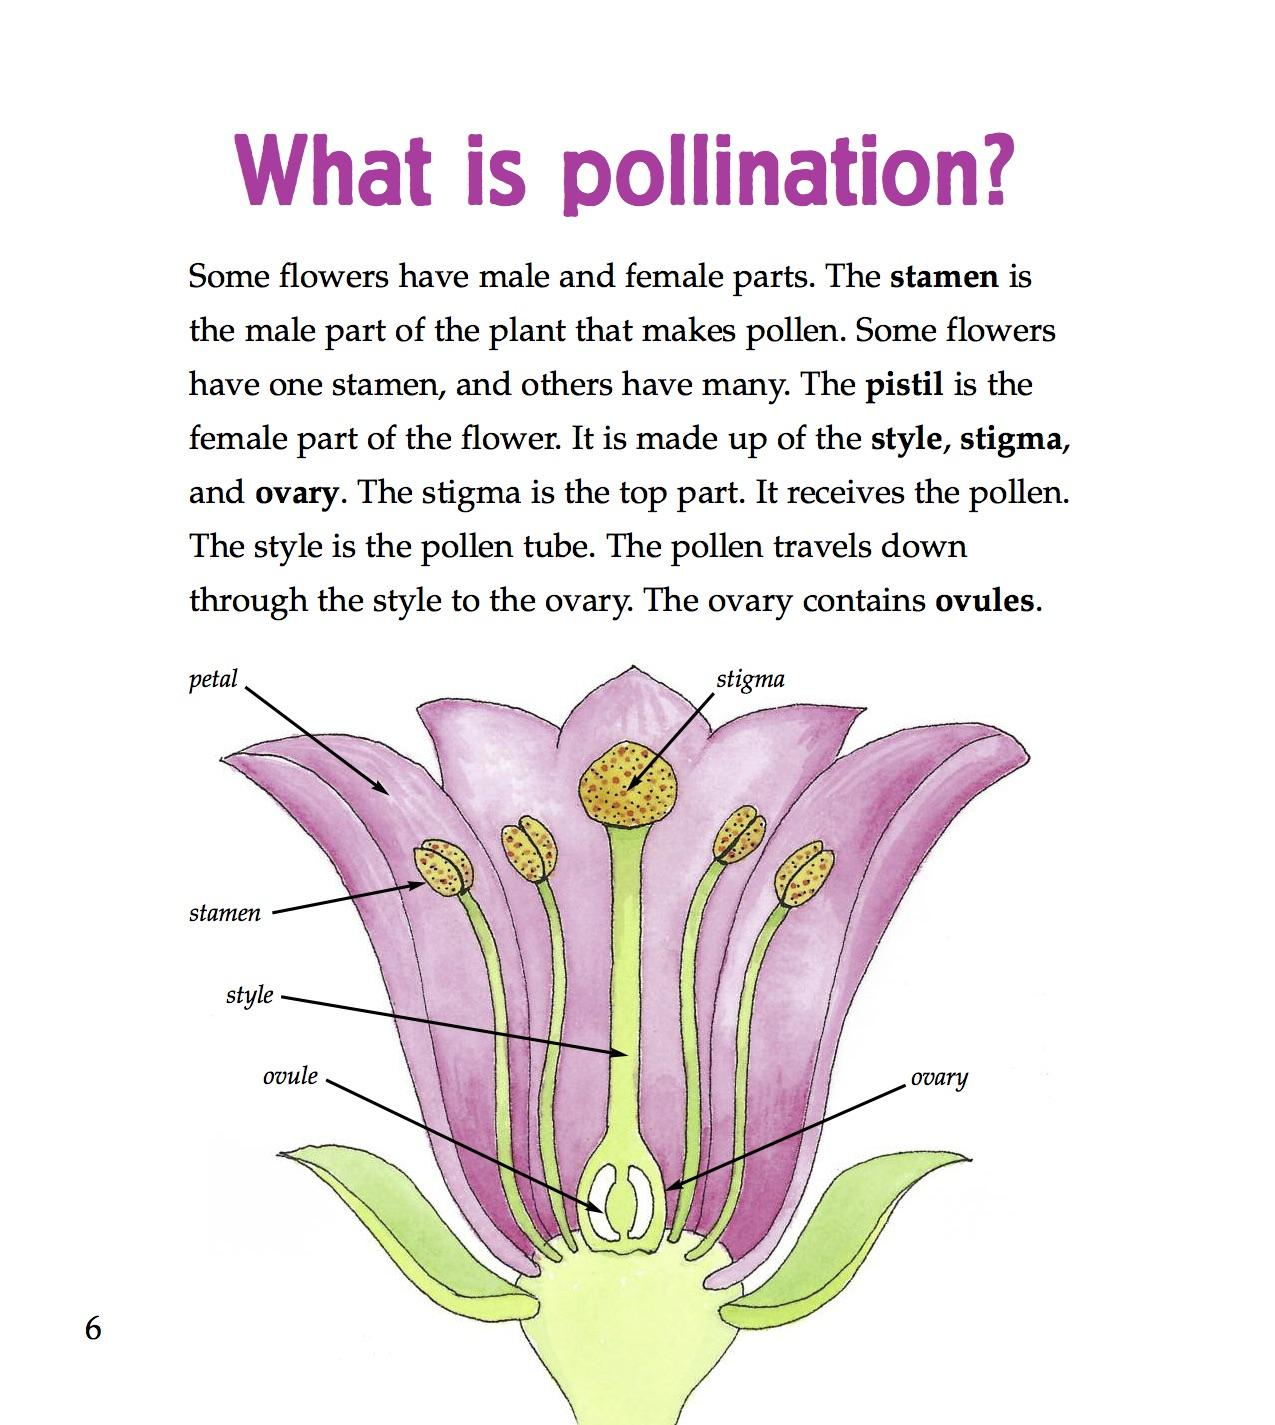 What is pollination?
Some flowers have male and female parts. The stamen is
the male part of the plant that makes pollen. Some flowers
have one stamen, and others have many. The pistil is the
female part of the flower. It is made up of the style, stigma,
and ovary. The stigma is the top part. It receives the pollen.
The style is the pollen tube. The pollen travels down
through the style to the ovary. The ovary contains ovules.
petal
stigma
stamen
style
ovule
ovary
6